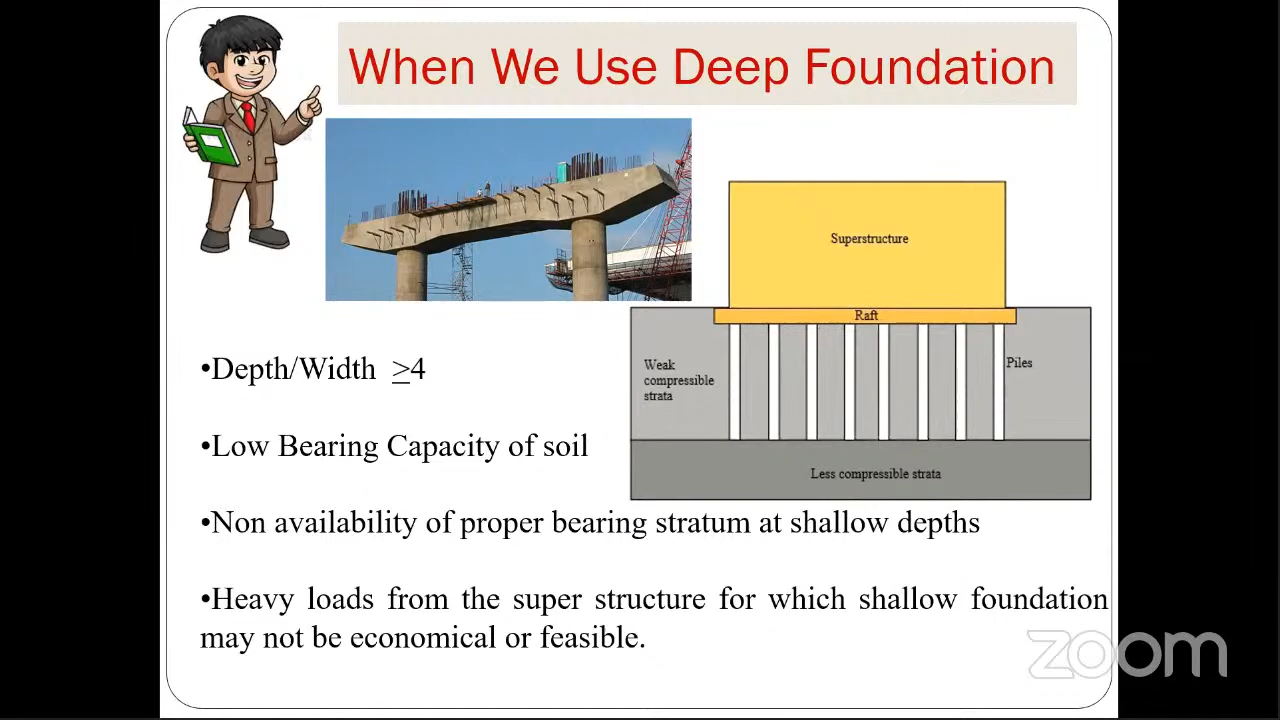 When We Use Deep Foundation
Superstructure
Raft
Weak
compressible
strata
Piles
Less compressible strata
•Depth/Width ≥4
•Low Bearing Capacity of soil
•Non availability of proper bearing stratum at shallow depths
•Heavy loads from the super structure for which shallow foundation
may not be economical or feasible.
zoom